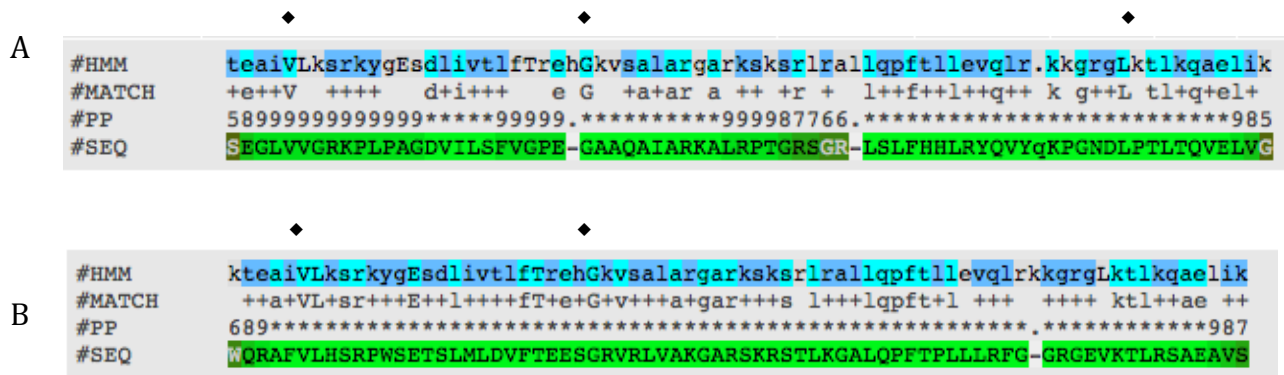 A
#HMM teaiVLksrkygEsdlivtlfTrehGkvsalargarksksrlrallqpftllevqlr.kkgrgLktlkqaelik
#MATCH +e++V  ++++   d+i+++   e G  +a+ar a ++ +r +  l++f++l++q++ k g++L tl+q+el+
#PP 58999999999999*****99999.**********999987766.**************************985
#SEQ SEGLVVGRKPLPAGDVILSFVGPE-GAAQAIARKALRPTGRSGR-LSLFHHLRYQVYqKPGNDLPTLTQVELVG
B
#HMM kteaiVLksrkygEsdlivtlfTrehGkvsalargarksksrlrallqpftllevqlrkkgrgLktlkqaelik
#MATCH ++a+VL+sr+++E++l++++fT+e+G+v+++a+gar+++s l+++lqpft+l +++ ++++ ktl++ae ++
#PP 689*******************************************************.************987
#SEQ WQRAFVLHSRPWSETSLMLDVFTEESGRVRLVAKGARSKRSTLKGALQPFTPLLLRFG-GRGEVKTLRSAEAVS